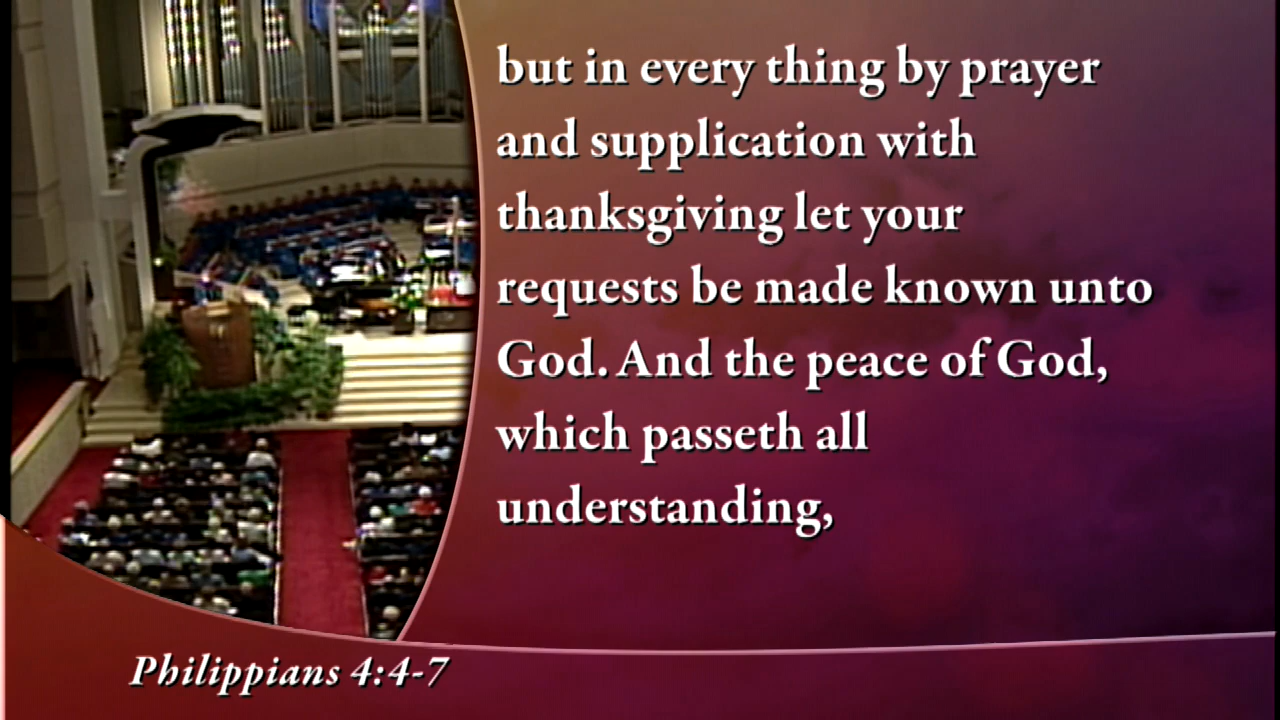 but in every thing by prayer
and supplication with
thanksgiving let your
requests be made known unto
God. And the peace of God,
which passeth all
understanding,
Philippians 4:4-7